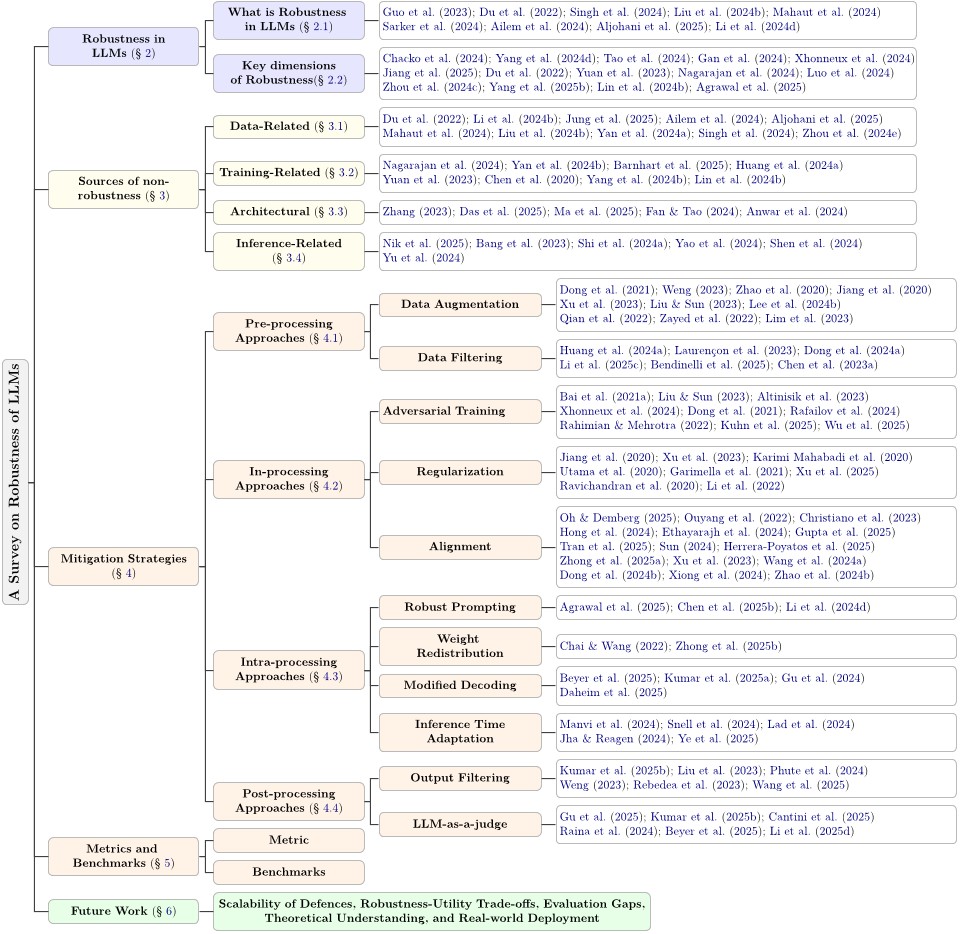 A Survey on Robustness of LLMs
Robustness in
LLMs (§ 2)
What is Robustness
in LLMs (§ 2.1)
Guo et al. (2023); Du et al. (2022); Singh et al. (2024); Liu et al. (2024b); Mahaut et al. (2024)
Sarker et al. (2024); Ailem et al. (2024); Aljohani et al. (2025); Li et al. (2024d)
Key dimensions
of Robustness(§ 2.2)
Chacko et al. (2024); Yang et al. (2024d); Tao et al. (2024); Gan et al. (2024); Xhonneux et al. (2024)
Jiang et al. (2025); Du et al. (2022); Yuan et al. (2023); Nagarajan et al. (2024); Luo et al. (2024)
Zhou et al. (2024c); Yang et al. (2025b); Lin et al. (2024b); Agrawal et al. (2025)
Sources of non-
robustness (§ 3)
Data-Related (§ 3.1)
Du et al. (2022); Li et al. (2024b); Jung et al. (2025); Ailem et al. (2024); Aljohani et al. (2025)
Mahaut et al. (2024); Liu et al. (2024b); Yan et al. (2024a); Singh et al. (2024); Zhou et al. (2024e)
Training-Related (§ 3.2)
Nagarajan et al. (2024); Yan et al. (2024b); Barnhart et al. (2025); Huang et al. (2024a)
Yuan et al. (2023); Chen et al. (2020); Yang et al. (2024b); Lin et al. (2024b)
Architectural (§ 3.3)
Zhang (2023); Das et al. (2025); Ma et al. (2025); Fan & Tao (2024); Anwar et al. (2024)
Inference-Related
(§ 3.4)
Nik et al. (2025); Bang et al. (2023); Shi et al. (2024a); Yao et al. (2024); Shen et al. (2024)
Yu et al. (2024)
Mitigation Strategies
(§ 4)
Pre-processing
Approaches (§ 4.1)
Data Augmentation
Dong et al. (2021); Weng (2023); Zhao et al. (2020); Jiang et al. (2020)
Xu et al. (2023); Liu & Sun (2023); Lee et al. (2024b)
Qian et al. (2022); Zayed et al. (2022); Lim et al. (2023)
Data Filtering
Huang et al. (2024a); Laurençon et al. (2023); Dong et al. (2024a)
Li et al. (2025c); Bendinelli et al. (2025); Chen et al. (2023a)
In-processing
Approaches (§ 4.2)
Adversarial Training
Bai et al. (2021a); Liu & Sun (2023); Altinisik et al. (2023)
Xhonneux et al. (2024); Dong et al. (2021); Rafailov et al. (2024)
Rahimian & Mehrotra (2022); Kuhn et al. (2025); Wu et al. (2025)
Regularization
Jiang et al. (2020); Xu et al. (2023); Karimi Mahabadi et al. (2020)
Utama et al. (2020); Garimella et al. (2021); Xu et al. (2025)
Ravichandran et al. (2020); Li et al. (2022)
Alignment
Oh & Demberg (2025); Ouyang et al. (2022); Christiano et al. (2023)
Hong et al. (2024); Ethayarajh et al. (2024); Gupta et al. (2025)
Tran et al. (2025); Sun (2024); Herrera-Poyatos et al. (2025)
Zhong et al. (2025a); Xu et al. (2023); Wang et al. (2024a)
Dong et al. (2024b); Xiong et al. (2024); Zhao et al. (2024b)
Intra-processing
Approaches (§ 4.3)
Robust Prompting
Agrawal et al. (2025); Chen et al. (2025b); Li et al. (2024d)
Weight
Redistribution
Chai & Wang (2022); Zhong et al. (2025b)
Modified Decoding
Beyer et al. (2025); Kumar et al. (2025a); Gu et al. (2024)
Daheim et al. (2025)
Inference Time
Adaptation
Manvi et al. (2024); Snell et al. (2024); Lad et al. (2024)
Jha & Reagen (2024); Ye et al. (2025)
Post-processing
Approaches (§ 4.4)
Output Filtering
Kumar et al. (2025b); Liu et al. (2023); Phute et al. (2024)
Weng (2023); Rebedea et al. (2023); Wang et al. (2025)
LLM-as-a-judge
Gu et al. (2025); Kumar et al. (2025b); Cantini et al. (2025)
Raina et al. (2024); Beyer et al. (2025); Li et al. (2025d)
Metrics and
Benchmarks (§ 5)
Metric
Benchmarks
Future Work (§ 6)
Scalability of Defences, Robustness-Utility Trade-offs, Evaluation Gaps,
Theoretical Understanding, and Real-world Deployment